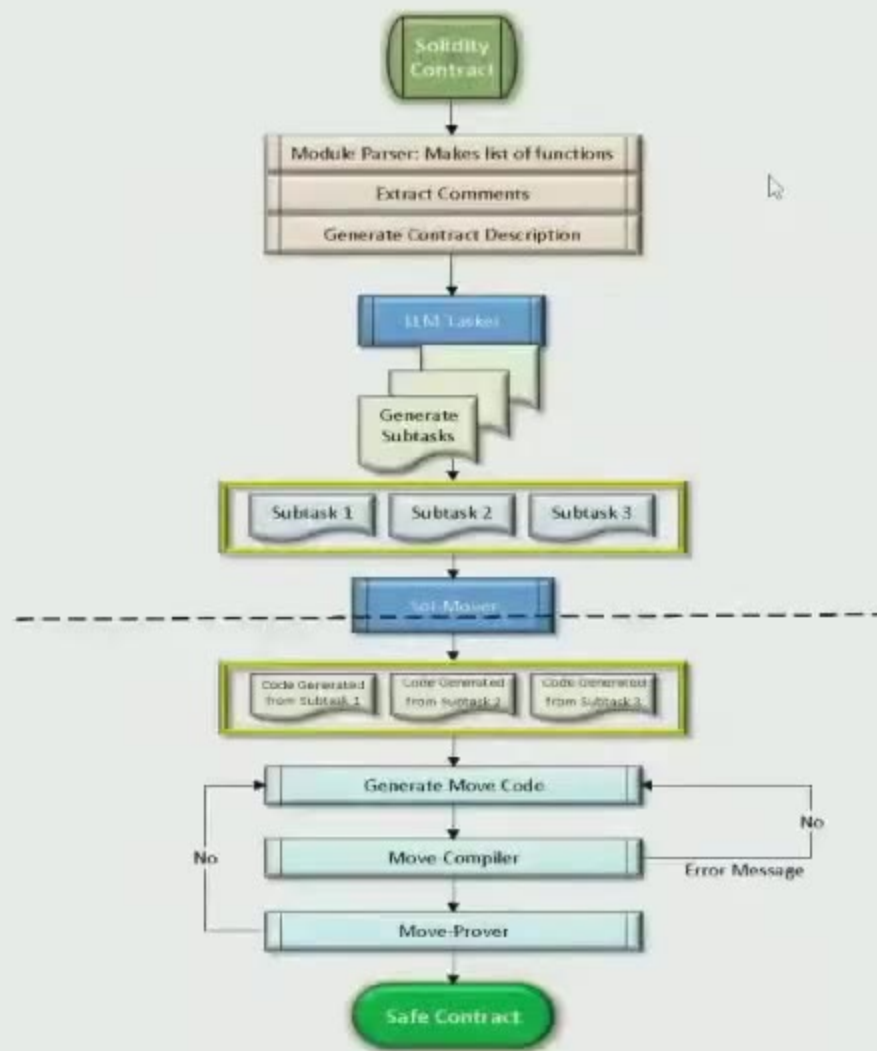 Solidity
Contract
Module Parser: Makes list of functions
Extract Comments
Generate Contract Description
LLM Tasker
Generate
Subtasks
Subtask 1
Subtask 2
Subtask 3
Sol-Mover
Code Generated
from Subtask 1
Code Generated
from Subtask 2
Code Generated
from Subtask 3
Generate Move Code
No
No
Move Compiler
Error Message
Move-Prover
Safe Contract